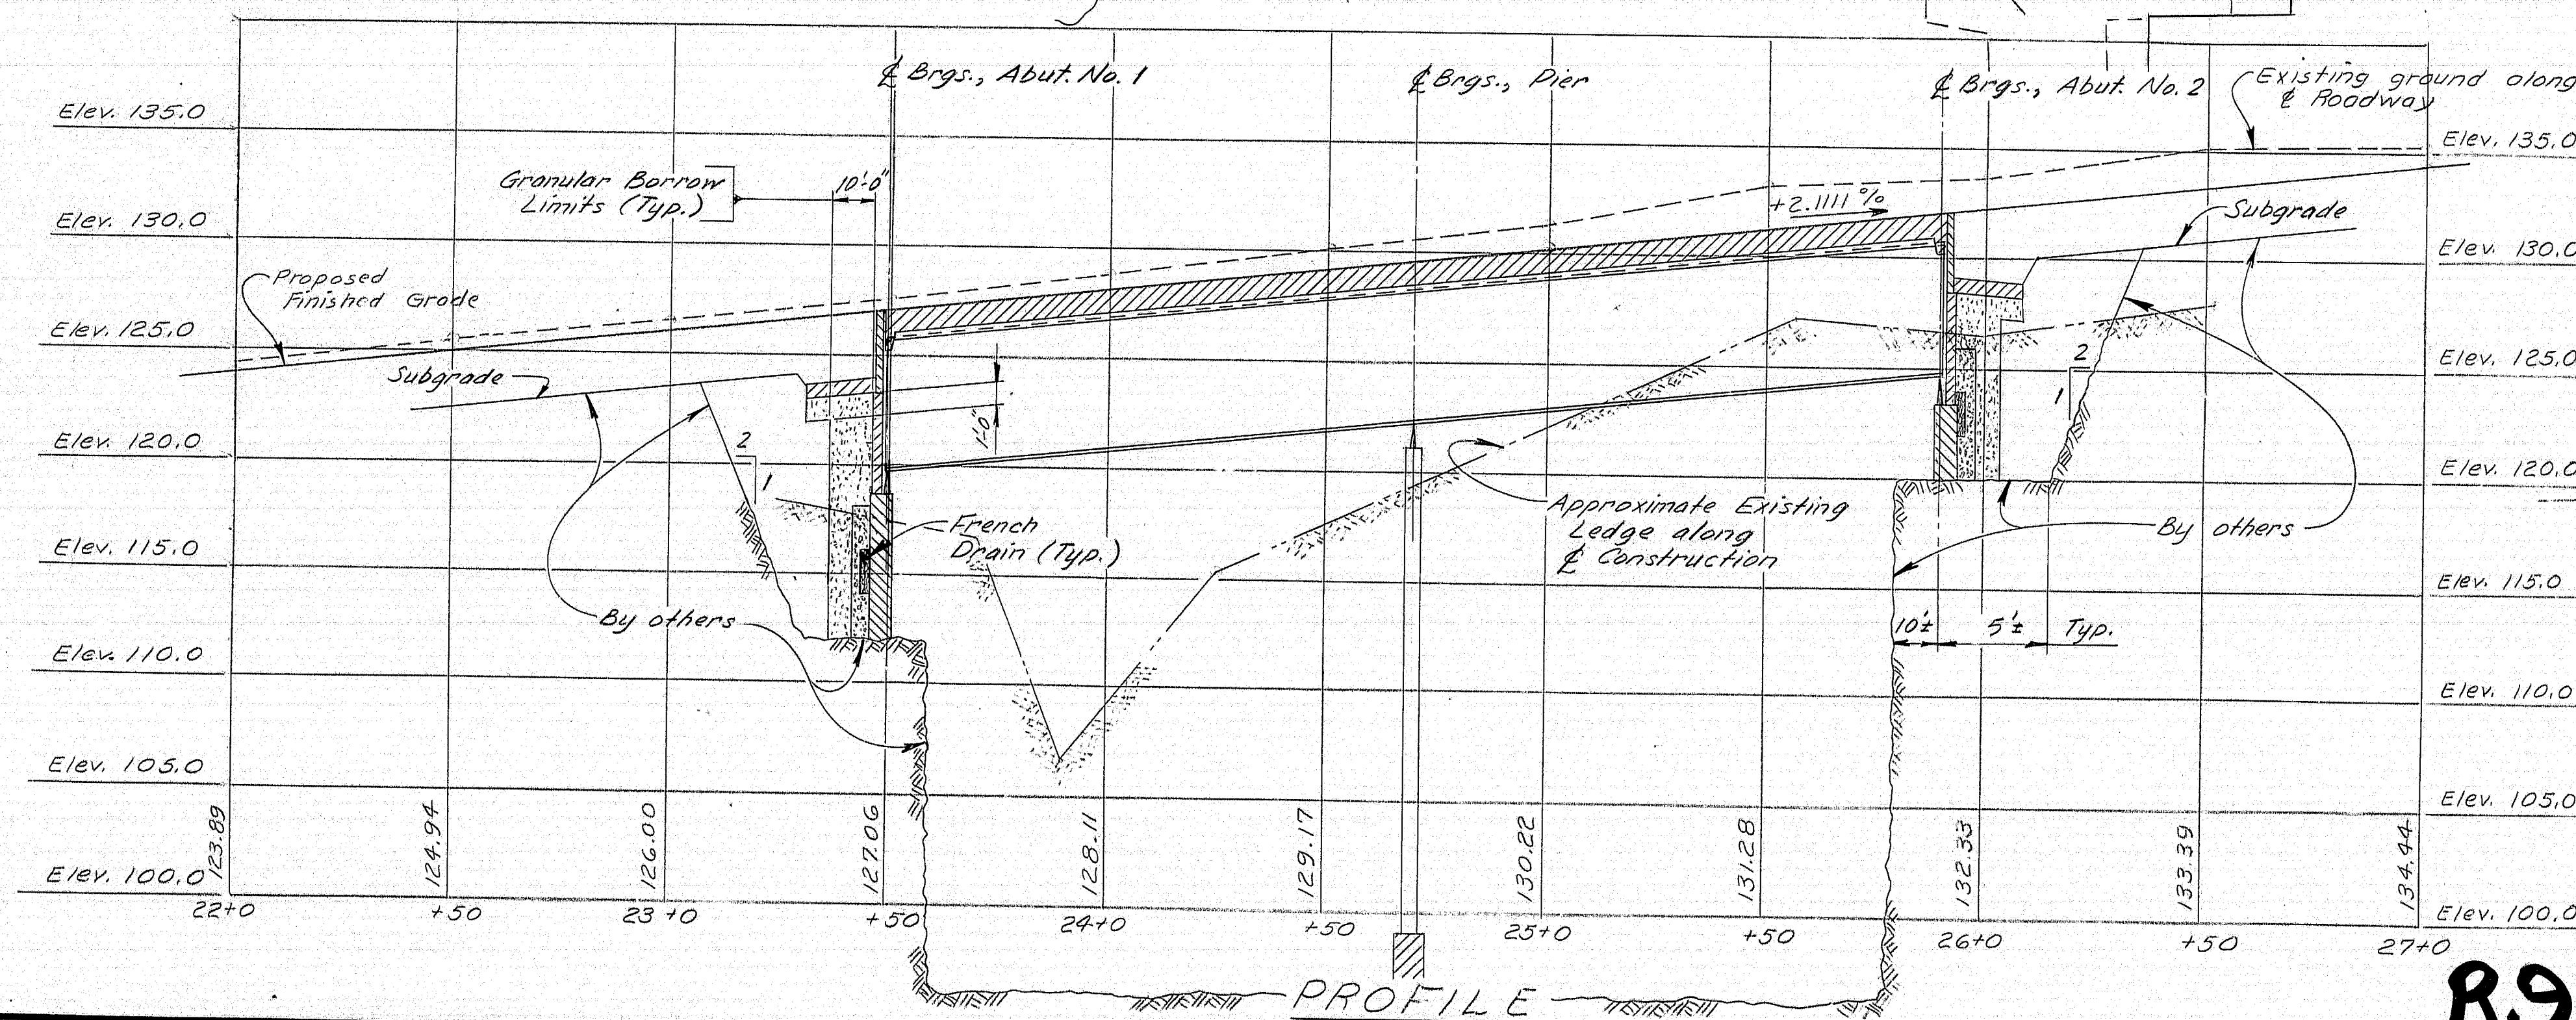 ℄ Brgs., Abut. No. 1
℄ Brgs., Pier
℄ Brgs., Abut. No. 2
Existing ground along
℄ Roadway
Elev. 135.0
Elev. 135.0
Granular Borrow
Limits (Typ.)
10'-0"
+2.1111 %
Subgrade
Elev. 130.0
Elev. 130.0
Proposed
Finished Grade
Elev. 125.0
Elev. 125.0
Subgrade
1'-0"
2
1
2
1
Elev. 120.0
Elev. 120.0
French
Drain (Typ.)
Approximate Existing
Ledge along
℄ Construction
By others
Elev. 115.0
Elev. 115.0
By others
10'±
5'±
Typ.
Elev. 110.0
Elev. 110.0
Elev. 105.0
Elev. 105.0
123.89
124.94
126.00
127.06
128.11
129.17
130.22
131.28
132.33
133.39
134.44
Elev. 100.0
Elev. 100.0
22+0
+50
23+0
+50
24+0
+50
25+0
+50
26+0
+50
27+0
PROFILE
R.9